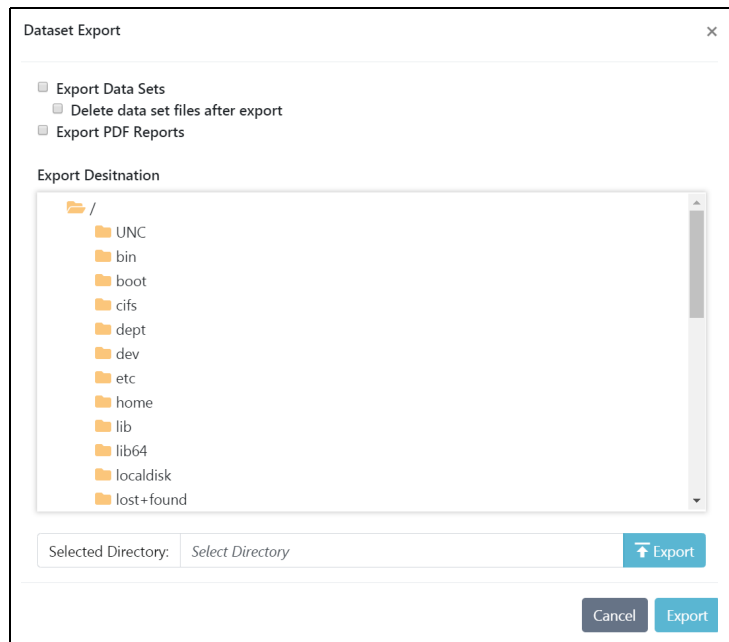 Dataset Export ×
Export Data Sets
Delete data set files after export
Export PDF Reports
Export Desitnation
/
UNC
bin
boot
cifs
dept
dev
etc
home
lib
lib64
localdisk
lost+found
Selected Directory: Select Directory Export
Cancel Export